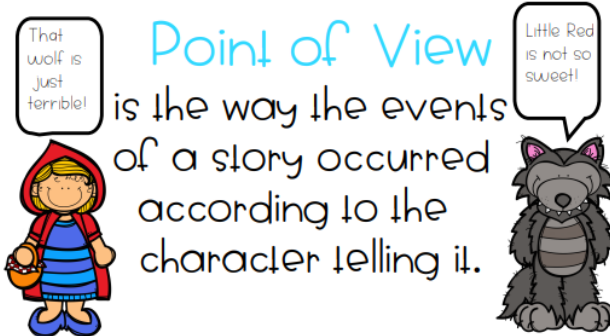 Point of View
is the way the events
of a story occurred
according to the
character telling it.
That
wolf is
just
terrible!
Little Red
is not so
sweet!